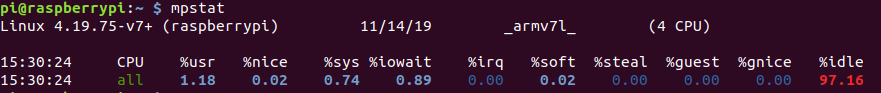 pi@raspberrypi:~ $ mpstat
Linux 4.19.75-v7+ (raspberrypi) 11/14/19 _armv7l_ (4 CPU)
15:30:24 CPU %usr %nice %sys %iowait %irq %soft %steal %guest %gnice %idle
15:30:24 all 1.18 0.02 0.74 0.89 0.00 0.02 0.00 0.00 0.00 97.16